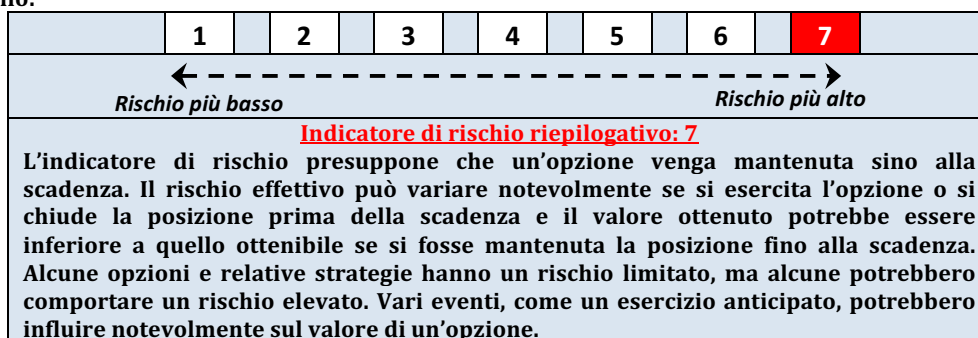 no:
1 2 3 4 5 6 7
Rischio più basso Rischio più alto
Indicatore di rischio riepilogativo: 7
L’indicatore di rischio presuppone che un’opzione venga mantenuta sino alla
scadenza. Il rischio effettivo può variare notevolmente se si esercita l’opzione o si
chiude la posizione prima della scadenza e il valore ottenuto potrebbe essere
inferiore a quello ottenibile se si fosse mantenuta la posizione fino alla scadenza.
Alcune opzioni e relative strategie hanno un rischio limitato, ma alcune potrebbero
comportare un rischio elevato. Vari eventi, come un esercizio anticipato, potrebbero
influire notevolmente sul valore di un’opzione.